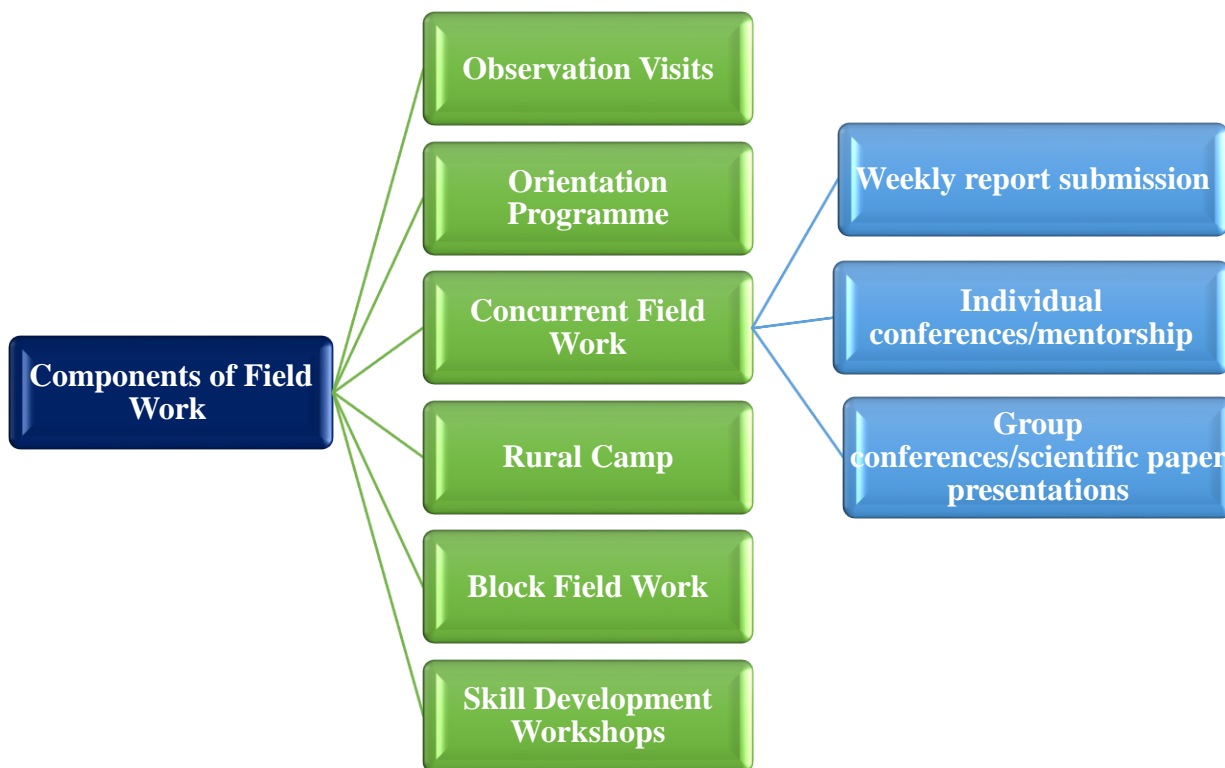 Components of Field
Work
Observation Visits
Orientation
Programme
Concurrent Field
Work
Rural Camp
Block Field Work
Skill Development
Workshops
Weekly report submission
Individual
conferences/mentorship
Group
conferences/scientific paper
presentations